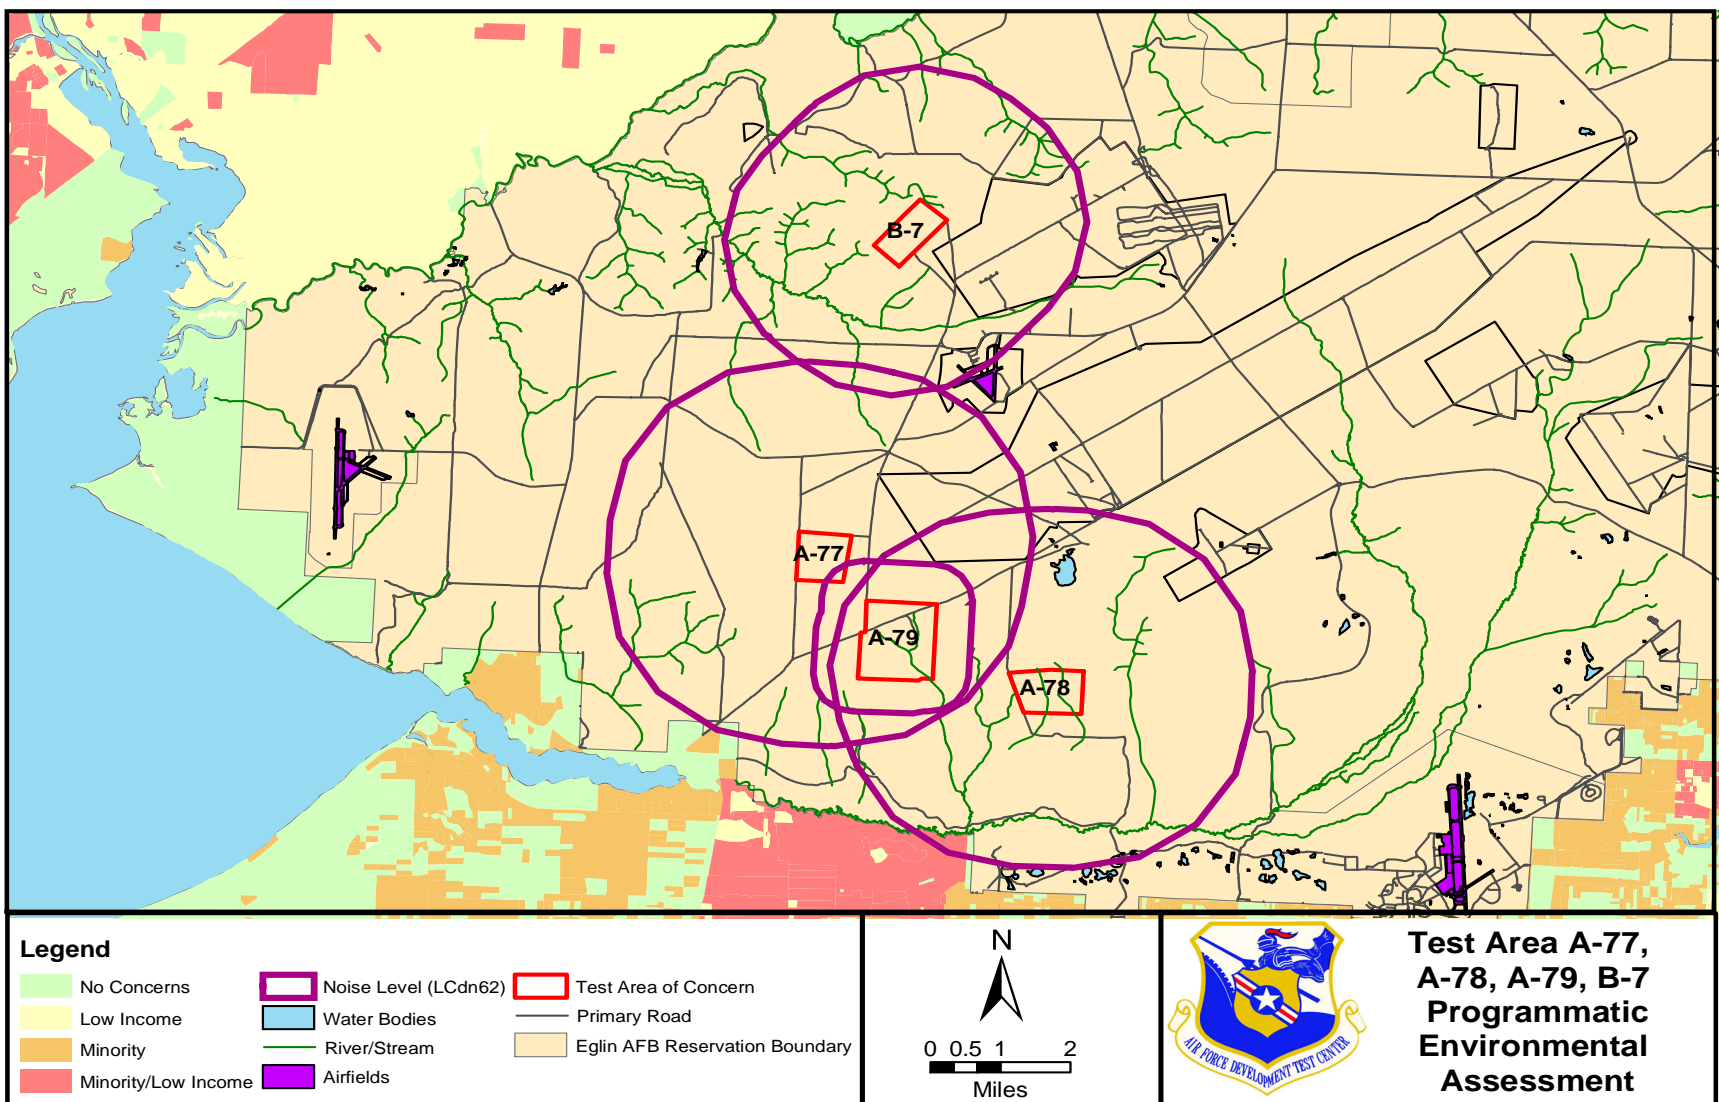 B-7
A-77
A-79
A-78
Legend
No Concerns
Low Income
Minority
Minority/Low Income
Noise Level (LCdn62)
Water Bodies
River/Stream
Airfields
Test Area of Concern
Primary Road
Eglin AFB Reservation Boundary
N
0 0.5 1 2
Miles
AIR FORCE DEVELOPMENT TEST CENTER
Test Area A-77,
A-78, A-79, B-7
Programmatic
Environmental
Assessment